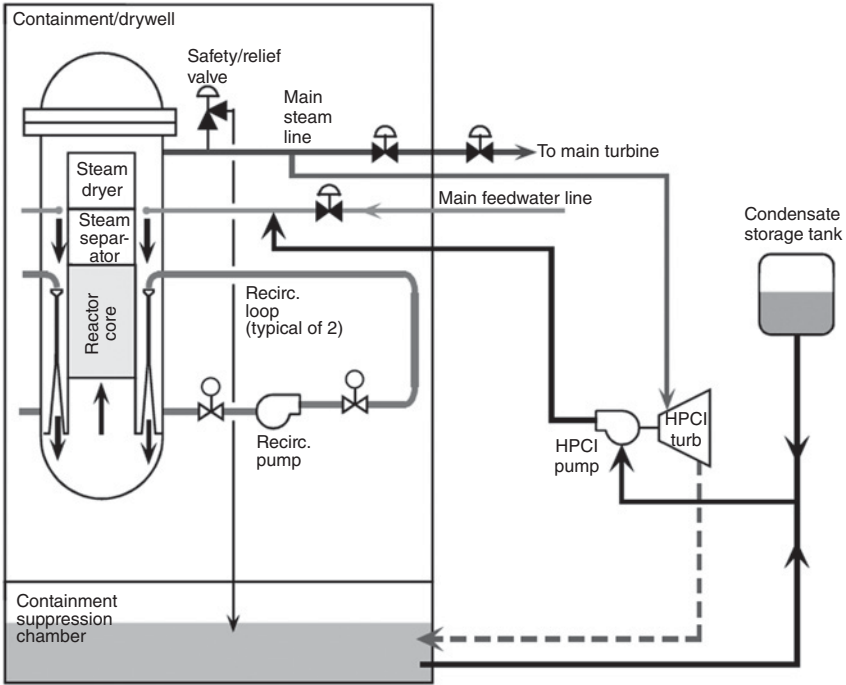 Containment/drywell
Safety/relief
valve
Main
steam
line
To main turbine
Steam
dryer
Main feedwater line
Steam
separ-
ator
Condensate
storage tank
Reactor
core
Recirc.
loop
(typical of 2)
HPCI
turb
HPCI
pump
Recirc.
pump
Containment
suppression
chamber